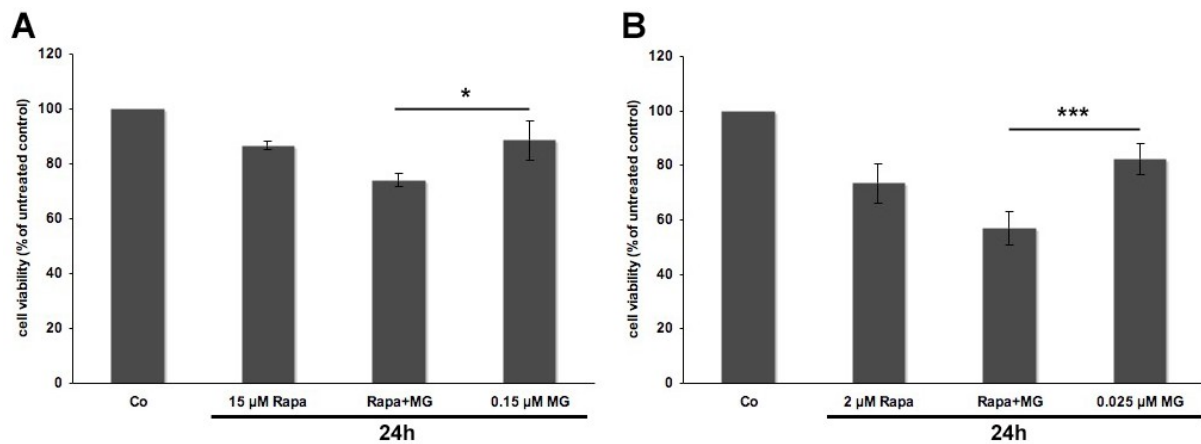 A
cell viability (% of untreated control)
120
100
80
60
40
20
0
*
Co
15 µM Rapa
Rapa+MG
0.15 µM MG
24h
B
cell viability (% of untreated control)
120
100
80
60
40
20
0
***
Co
2 µM Rapa
Rapa+MG
0.025 µM MG
24h